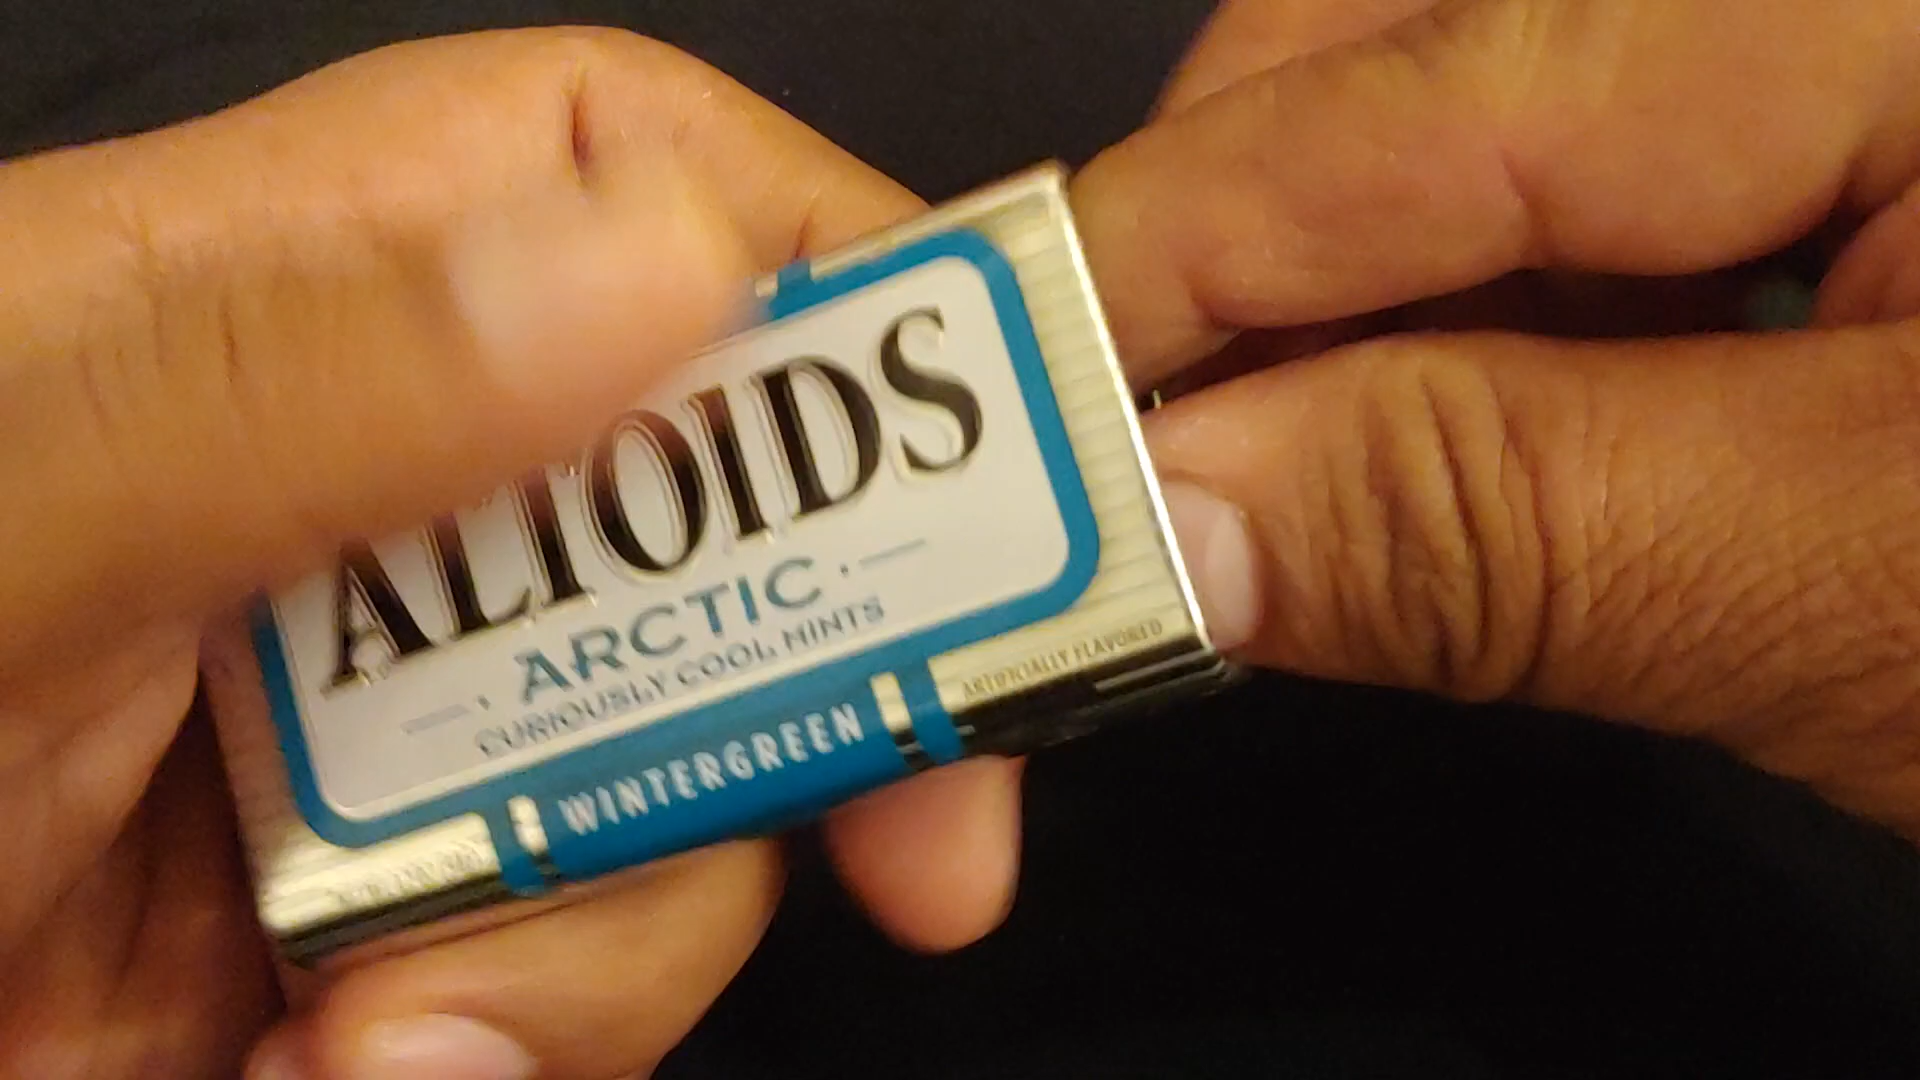 ALTOIDS
· ARCTIC ·
CURIOUSLY COOL MINTS
WINTERGREEN
ARTIFICIALLY FLAVORED